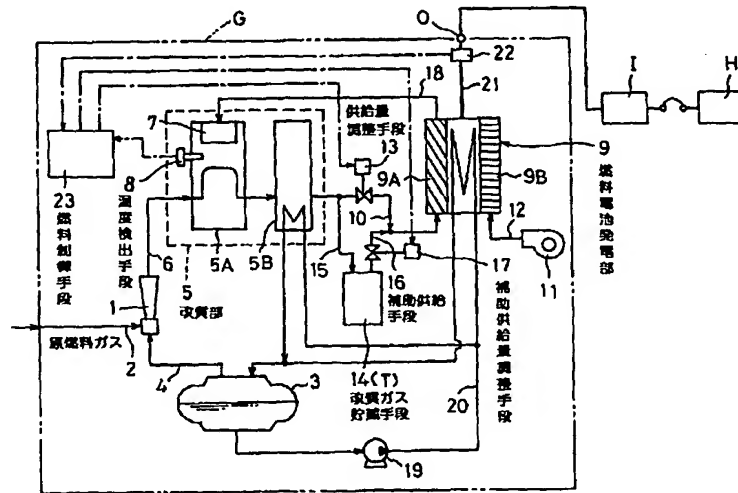 G
O
22
I
H
18
21
供給量
調整手段
7
13
9A
9
9B
燃料電池発電部
8
温度検出手段
23
燃料制御手段
10
12
11
6
5A
5B
15
16
補助供給
手段
17
補助供給量調整手段
1
5
改質部
原燃料ガス
2
4
3
14(T)
改質ガス
貯蔵手段
20
19